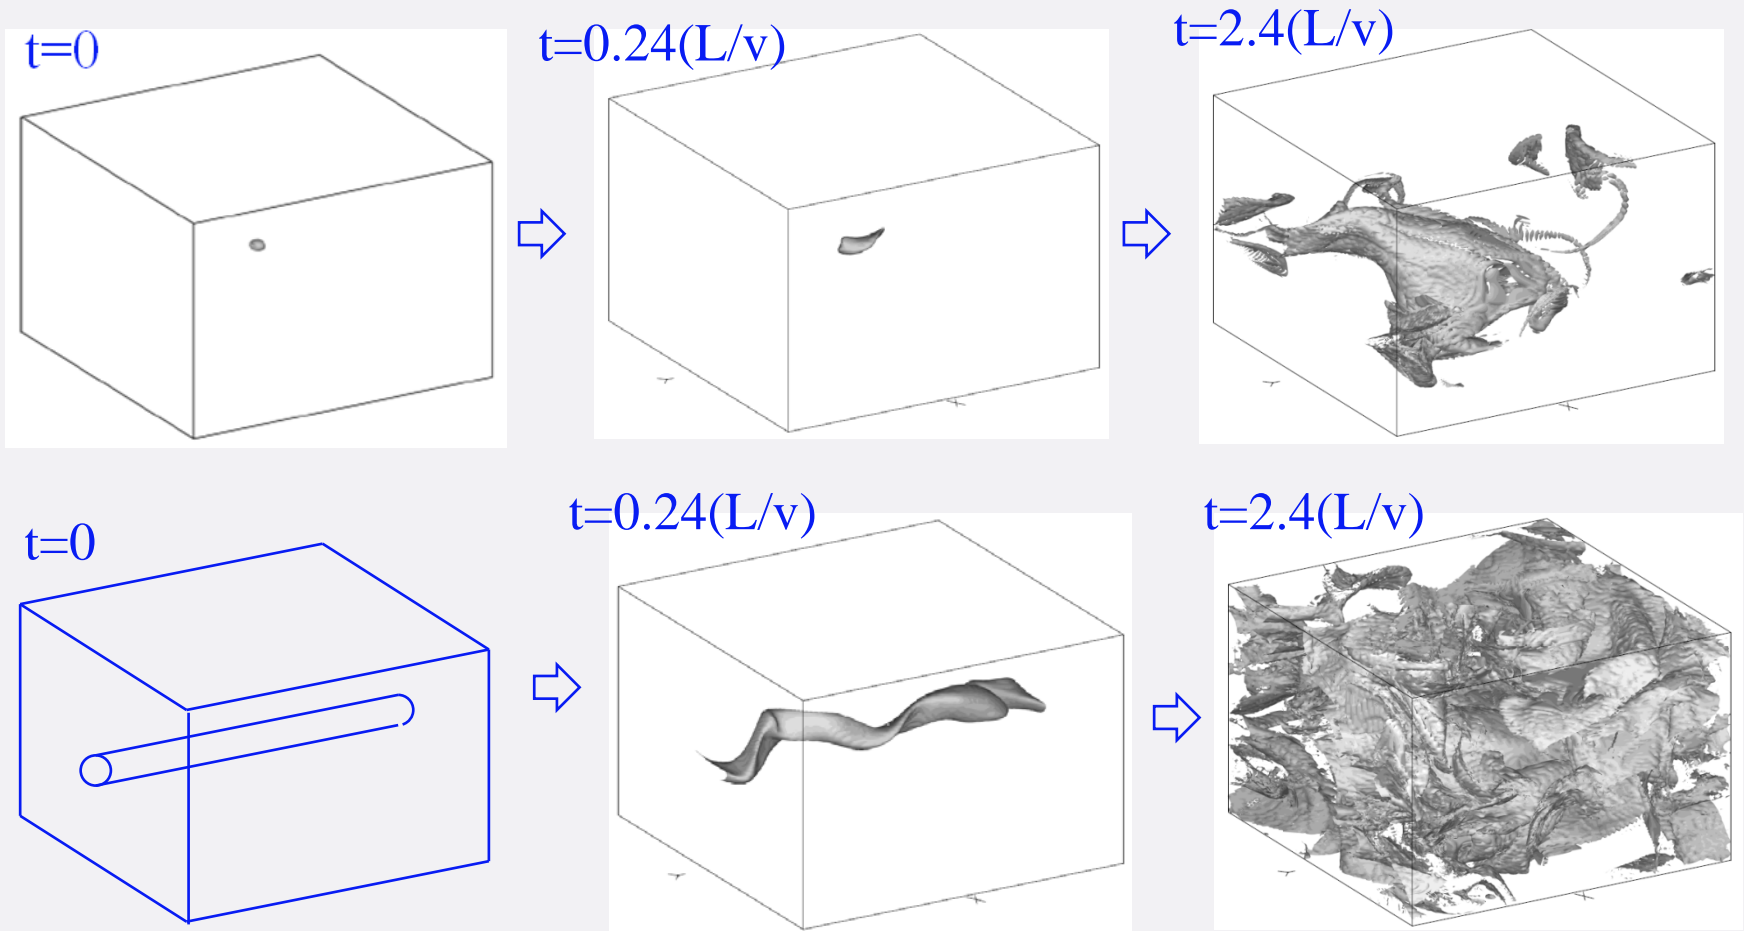 t=0
t=0.24(L/v)
t=2.4(L/v)
Y
X
Y
X
t=0
t=0.24(L/v)
t=2.4(L/v)
Y
X
Y
X